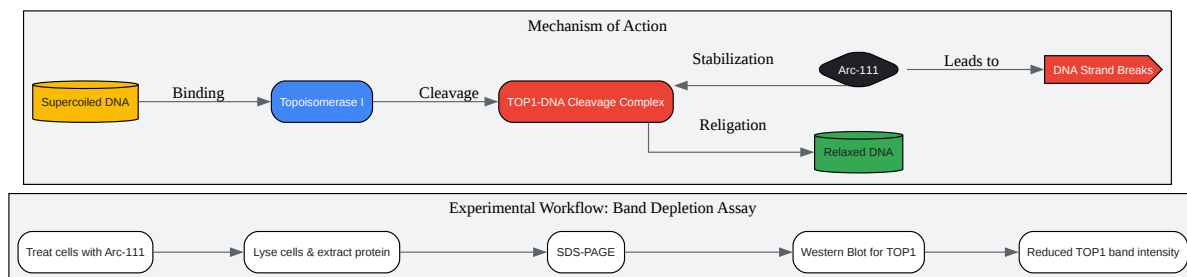 Mechanism of Action
Stabilization
Arc-111
Leads to
DNA Strand Breaks
Supercoiled DNA
Binding
Topoisomerase I
Cleavage
TOP1-DNA Cleavage Complex
Religation
Relaxed DNA
Experimental Workflow: Band Depletion Assay
Treat cells with Arc-111
Lyse cells & extract protein
SDS-PAGE
Western Blot for TOP1
Reduced TOP1 band intensity